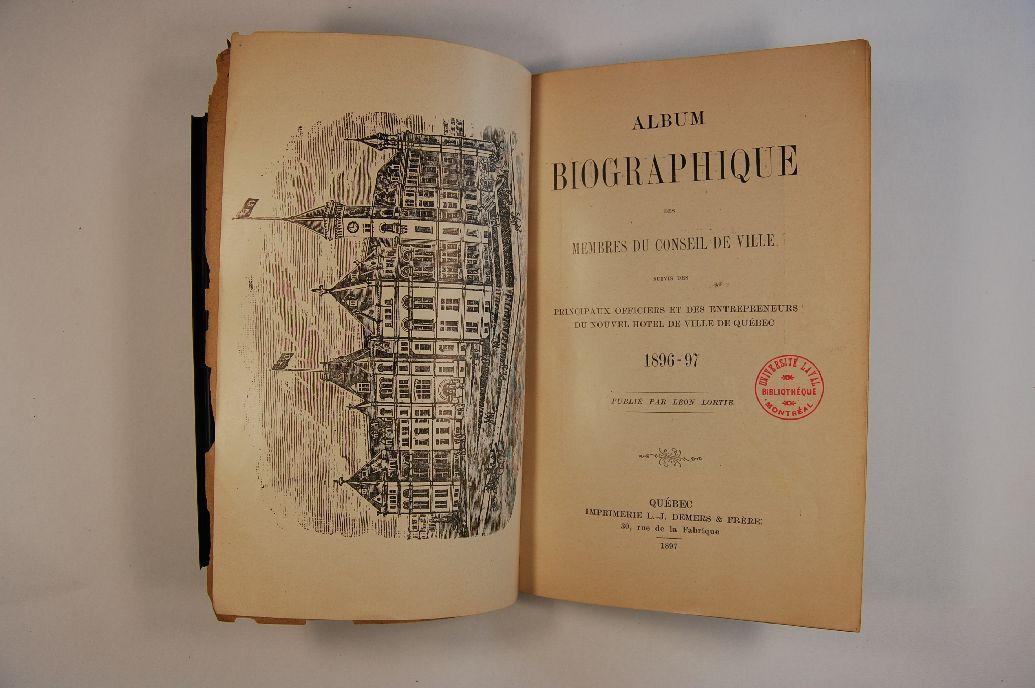 ALBUM
BIOGRAPHIQUE
DES
MEMBRES DU CONSEIL DE VILLE
SUIVIS DES
PRINCIPAUX OFFICIERS ET DES ENTREPRENEURS
DU NOUVEL HOTEL DE VILLE DE QUÉBEC
1896-97
PUBLIÉ PAR LÉON LORTIE
UNIVERSITÉ LAVAL
BIBLIOTHÈQUE
MONTRÉAL
QUÉBEC
IMPRIMERIE L.-J. DEMERS & FRÈRE
30, rue de la Fabrique
1897